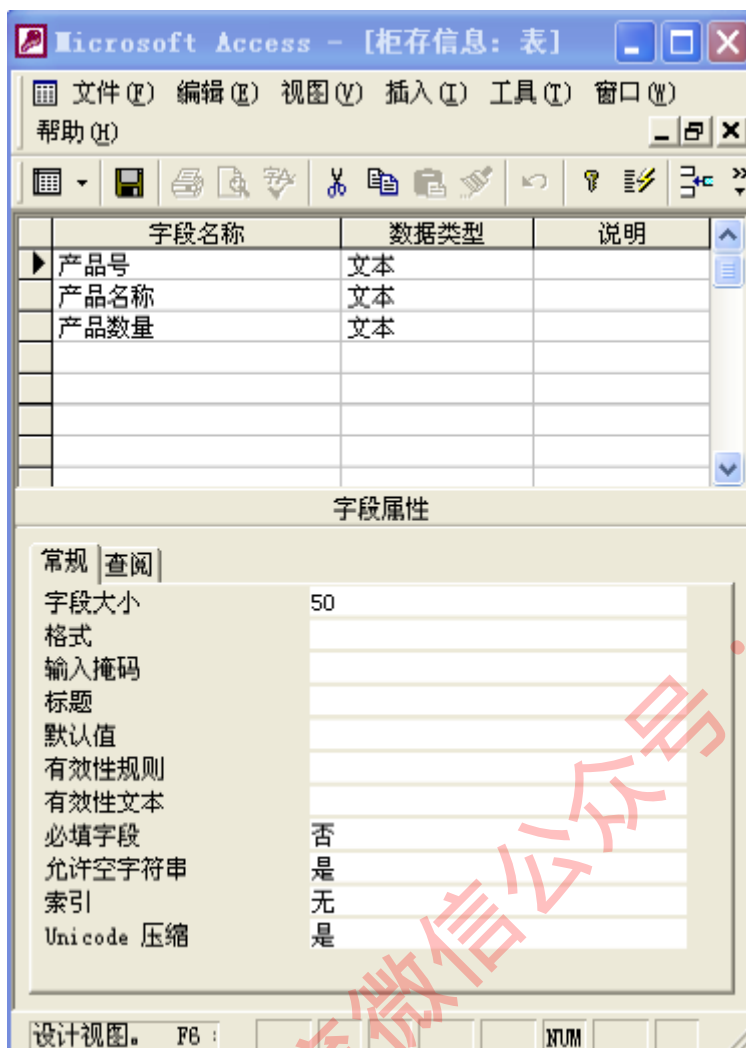 Microsoft Access - [柜存信息: 表]
文件(F) 编辑(E) 视图(V) 插入(I) 工具(T) 窗口(W)
帮助(H)
字段名称 数据类型 说明
产品号 文本
产品名称 文本
产品数量 文本
字段属性
常规 查阅
字段大小 50
格式
输入掩码
标题
默认值
有效性规则
有效性文本
必填字段 否
允许空字符串 是
索引 无
Unicode 压缩 是
设计视图。 F6 :
NUM
微信公众号